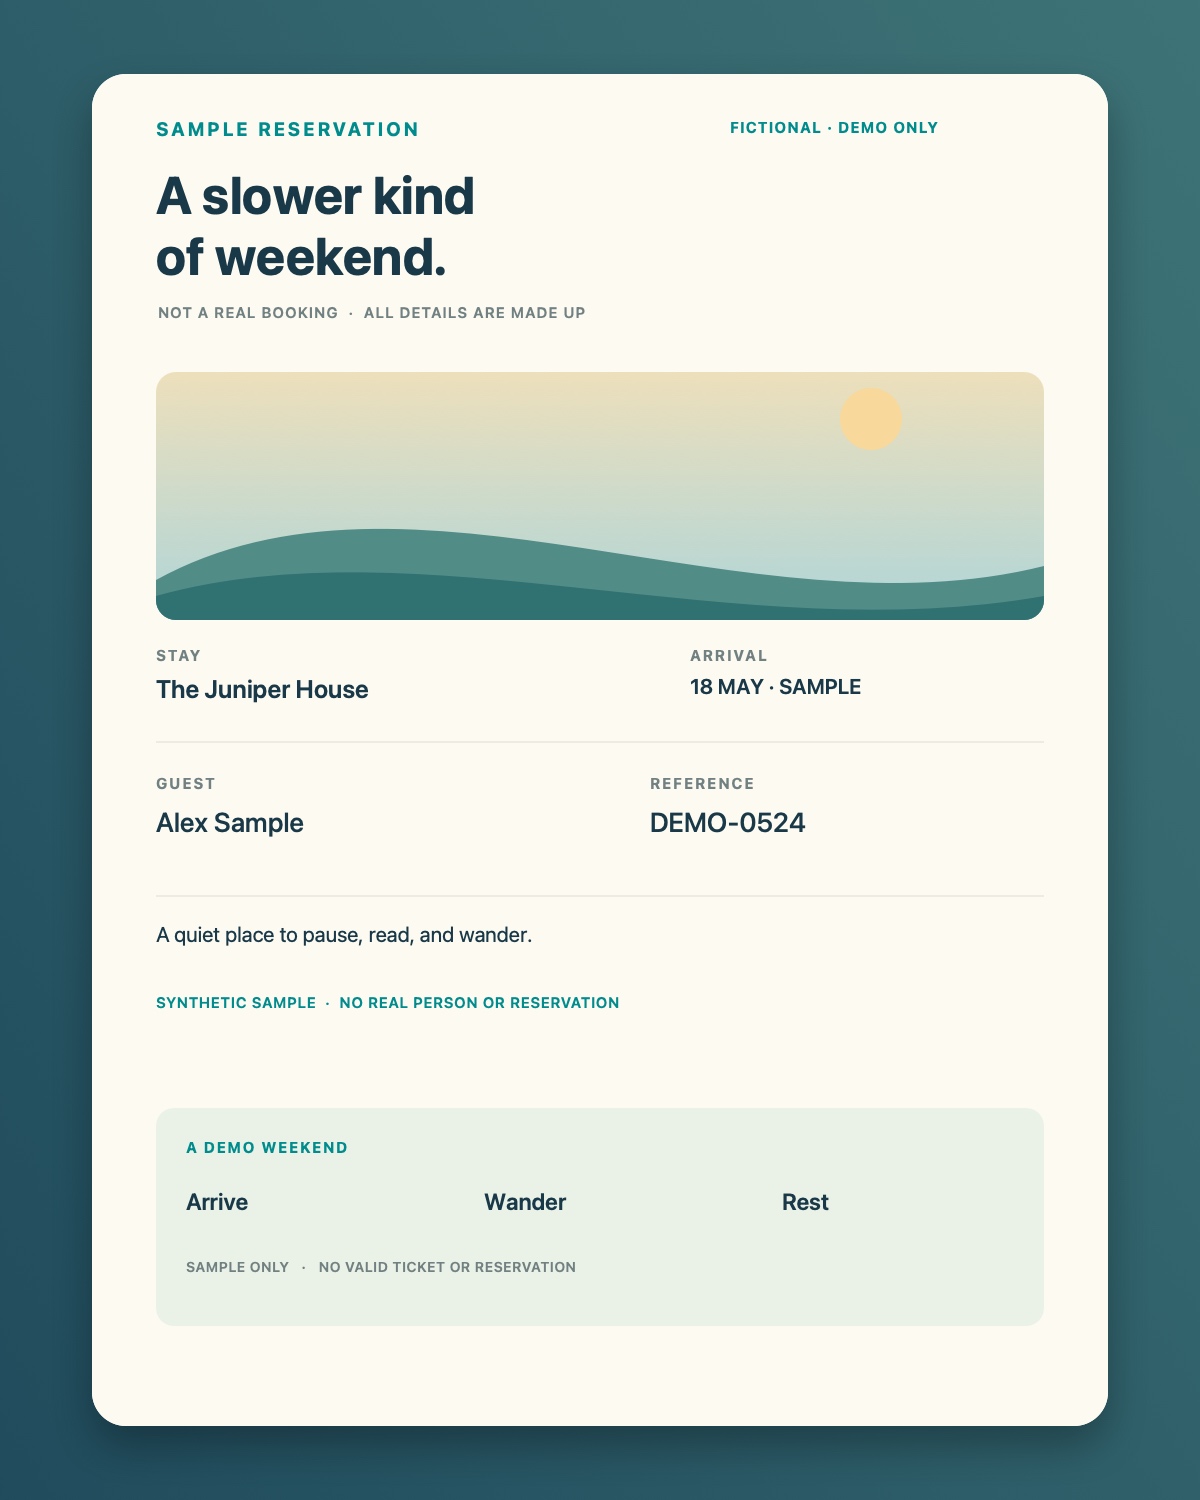 SAMPLE RESERVATION
FICTIONAL · DEMO ONLY
A slower kind
of weekend.
NOT A REAL BOOKING · ALL DETAILS ARE MADE UP
STAY
The Juniper House
ARRIVAL
18 MAY · SAMPLE
GUEST
Alex Sample
REFERENCE
DEMO-0524
A quiet place to pause, read, and wander.
SYNTHETIC SAMPLE · NO REAL PERSON OR RESERVATION
A DEMO WEEKEND
Arrive
Wander
Rest
SAMPLE ONLY · NO VALID TICKET OR RESERVATION